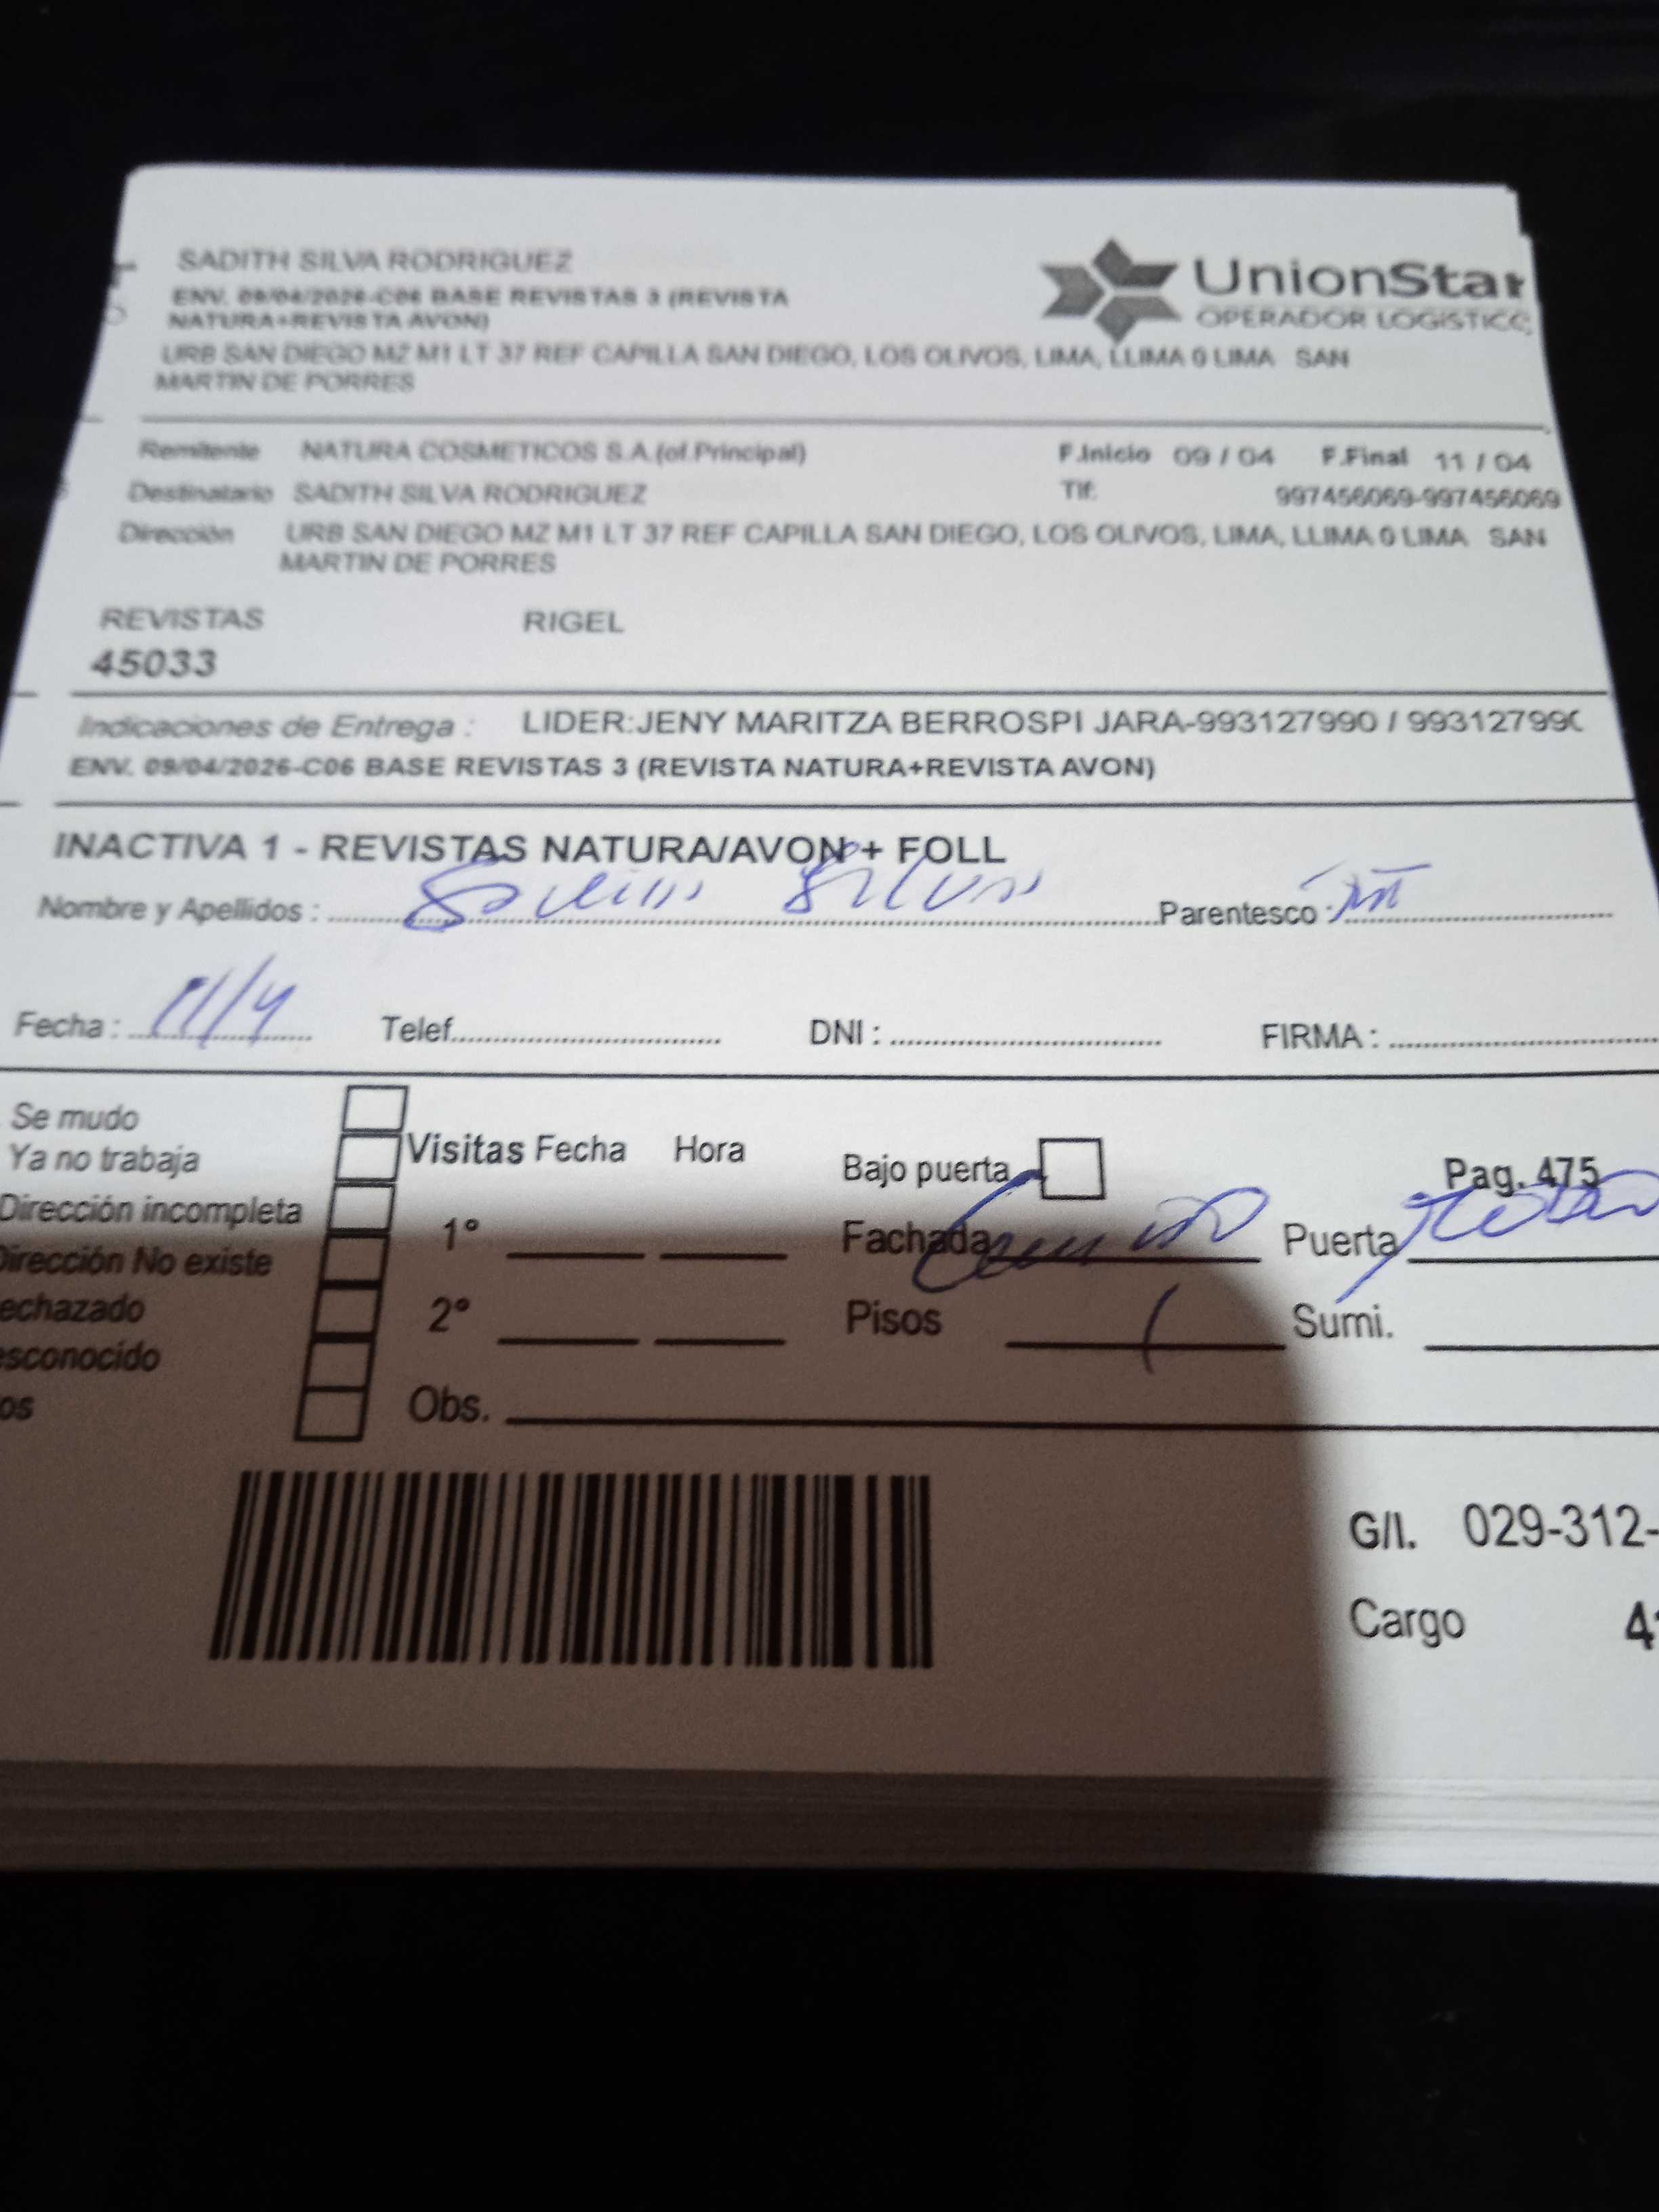 SADITH SILVA RODRIGUEZ
ENV. 09/04/2026-C06 BASE REVISTAS 3 (REVISTA
NATURA+REVISTA AVON)
URB SAN DIEGO MZ M1 LT 37 REF CAPILLA SAN DIEGO, LOS OLIVOS, LIMA, LLIMA 0 LIMA SAN
MARTIN DE PORRES
UnionStar
OPERADOR LOGISTICO
Remitente NATURA COSMETICOS S.A.(of.Principal) F.Inicio 09 / 04 F.Final 11 / 04
Destinatario SADITH SILVA RODRIGUEZ Tlf: 997456069-997456069
Dirección URB SAN DIEGO MZ M1 LT 37 REF CAPILLA SAN DIEGO, LOS OLIVOS, LIMA, LLIMA 0 LIMA SAN
MARTIN DE PORRES
REVISTAS RIGEL
45033
Indicaciones de Entrega : LIDER:JENY MARITZA BERROSPI JARA-993127990 / 99312799
ENV. 09/04/2026-C06 BASE REVISTAS 3 (REVISTA NATURA+REVISTA AVON)
INACTIVA 1 - REVISTAS NATURA/AVON + FOLL
Nombre y Apellidos : Silva Parentesco :
Fecha : 11/4 Telef. DNI : FIRMA :
Se mudo
Ya no trabaja
Dirección incompleta
Dirección No existe
echazado
sconocido
os
Visitas Fecha Hora
1°
2°
Obs.
Bajo puerta Pag. 475
Fachada Puerta
Pisos 1 Sumi.
G/I. 029-312-
Cargo 4